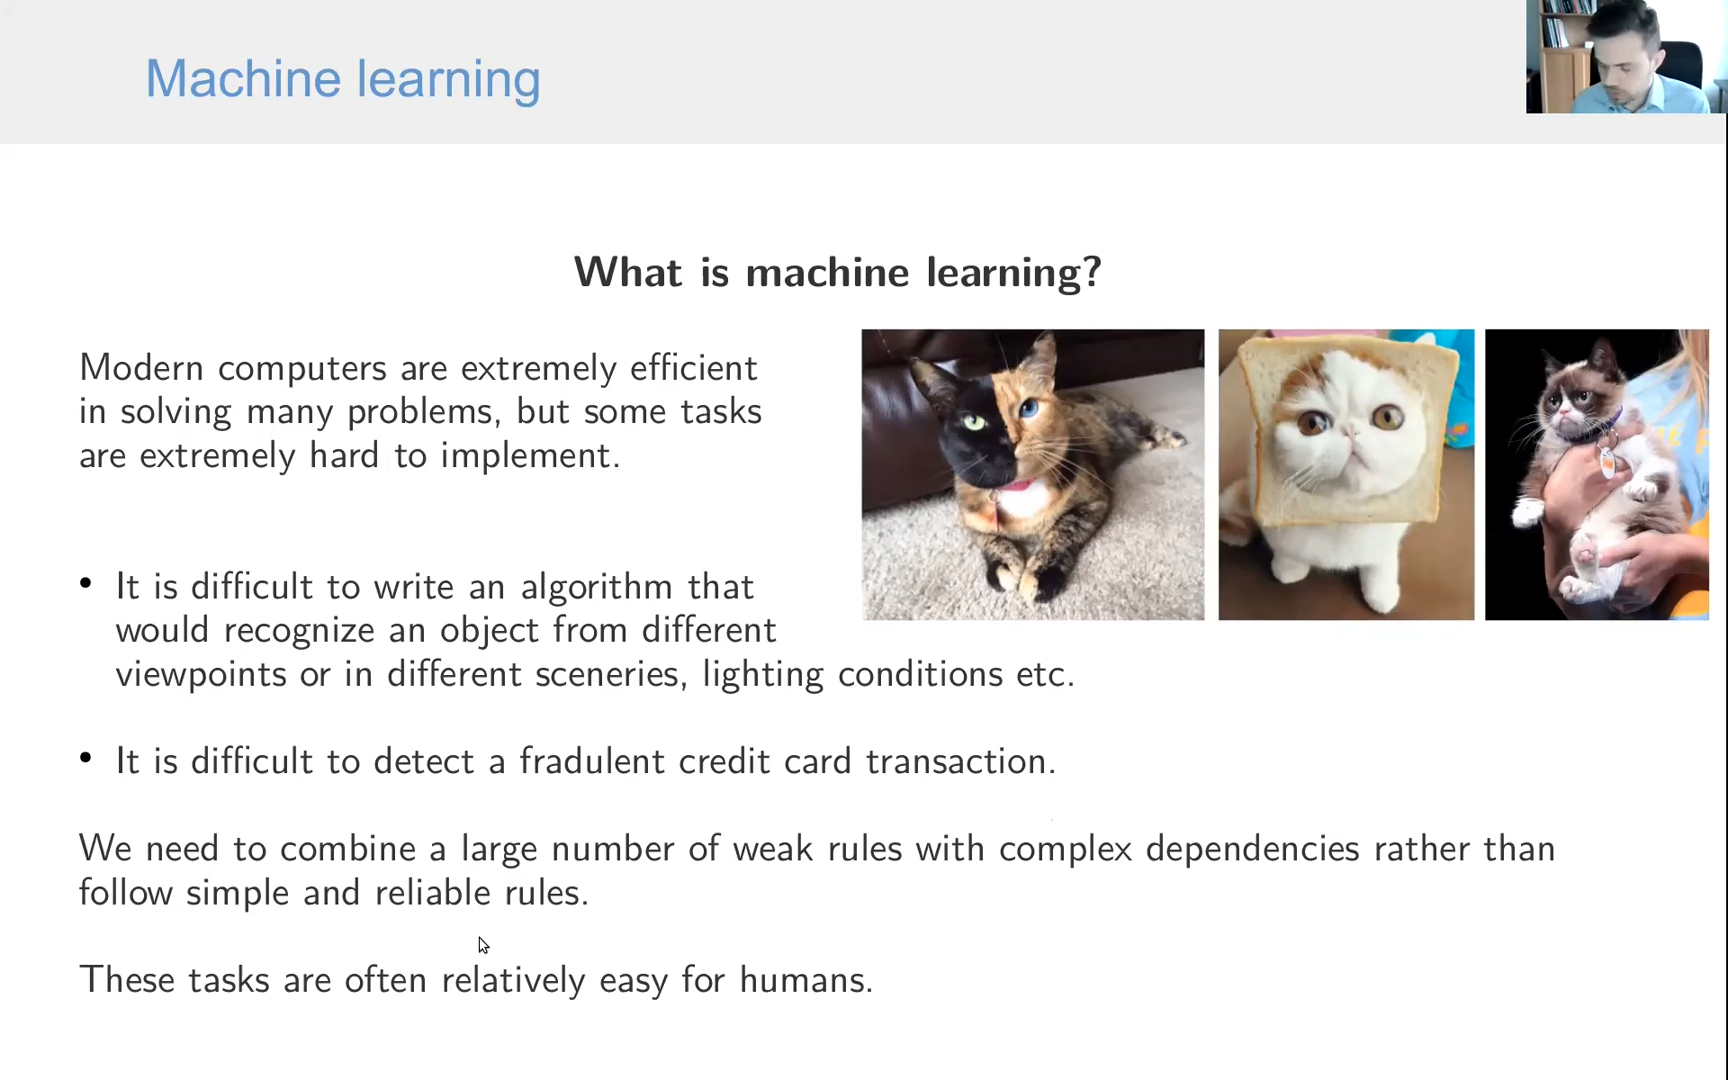 Machine learning
What is machine learning?
Modern computers are extremely efficient
in solving many problems, but some tasks
are extremely hard to implement.
• It is difficult to write an algorithm that
would recognize an object from different
viewpoints or in different sceneries, lighting conditions etc.
• It is difficult to detect a fradulent credit card transaction.
We need to combine a large number of weak rules with complex dependencies rather than
follow simple and reliable rules.
These tasks are often relatively easy for humans.